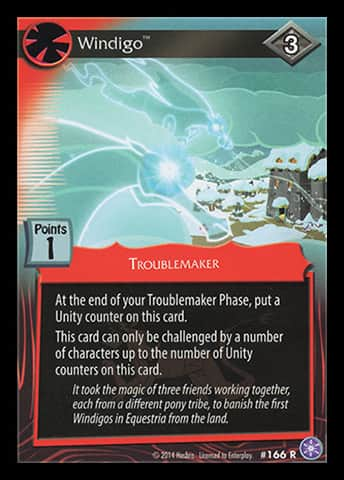 Windigo™
3
Points
1
TROUBLEMAKER
At the end of your Troublemaker Phase, put a
Unity counter on this card.
This card can only be challenged by a number
of characters up to the number of Unity
counters on this card.
It took the magic of three friends working together,
each from a different pony tribe, to banish the first
Windigos in Equestria from the land.
© 2014 Hasbro. Licensed to Enterplay. #166 R